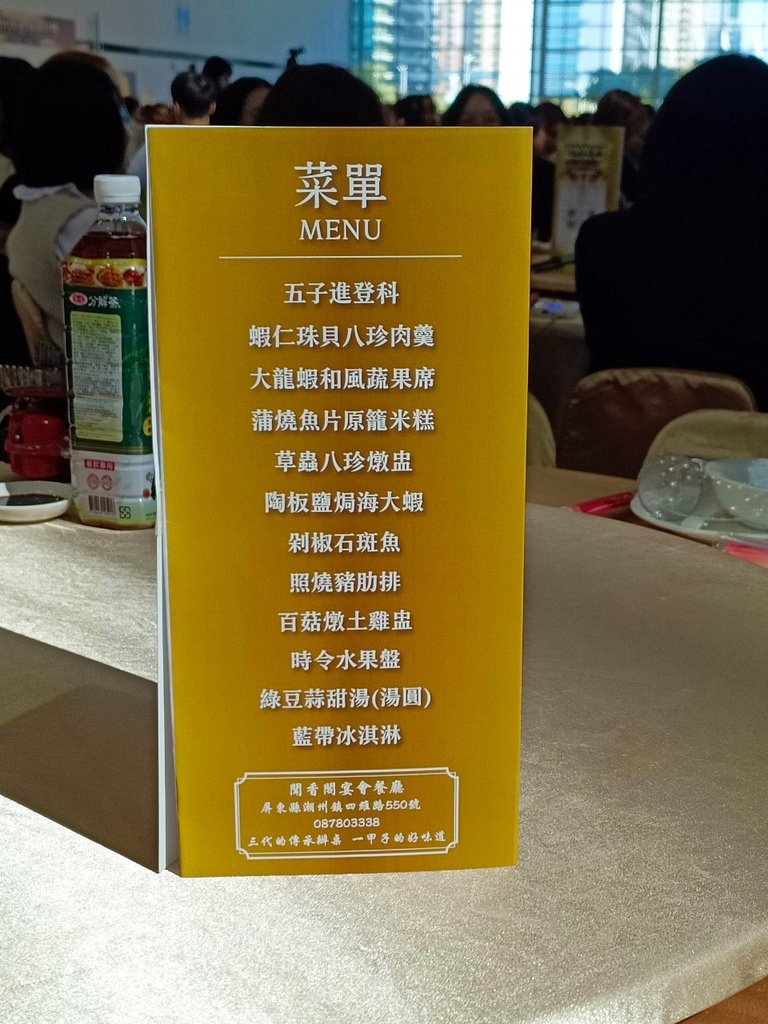 菜單
MENU
五子進登科
蝦仁珠貝八珍肉羹
大龍蝦和風蔬果席
蒲燒魚片原籠米糕
草蟲八珍燉盅
陶板鹽焗海大蝦
剁椒石斑魚
照燒豬肋排
百菇燉土雞盅
時令水果盤
綠豆蒜甜湯(湯圓)
藍帶冰淇淋
聞香閣宴會餐廳
屏東縣潮州鎮四維路550號
087803338
三代的傳承辦桌 一甲子的好味道
分解茶